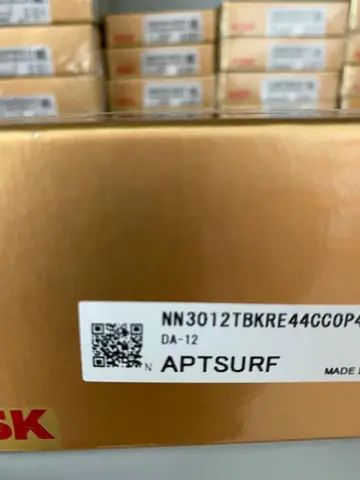 NN3012TBKRE44CC0P4
DA-12
N APTSURF
MADE
SK